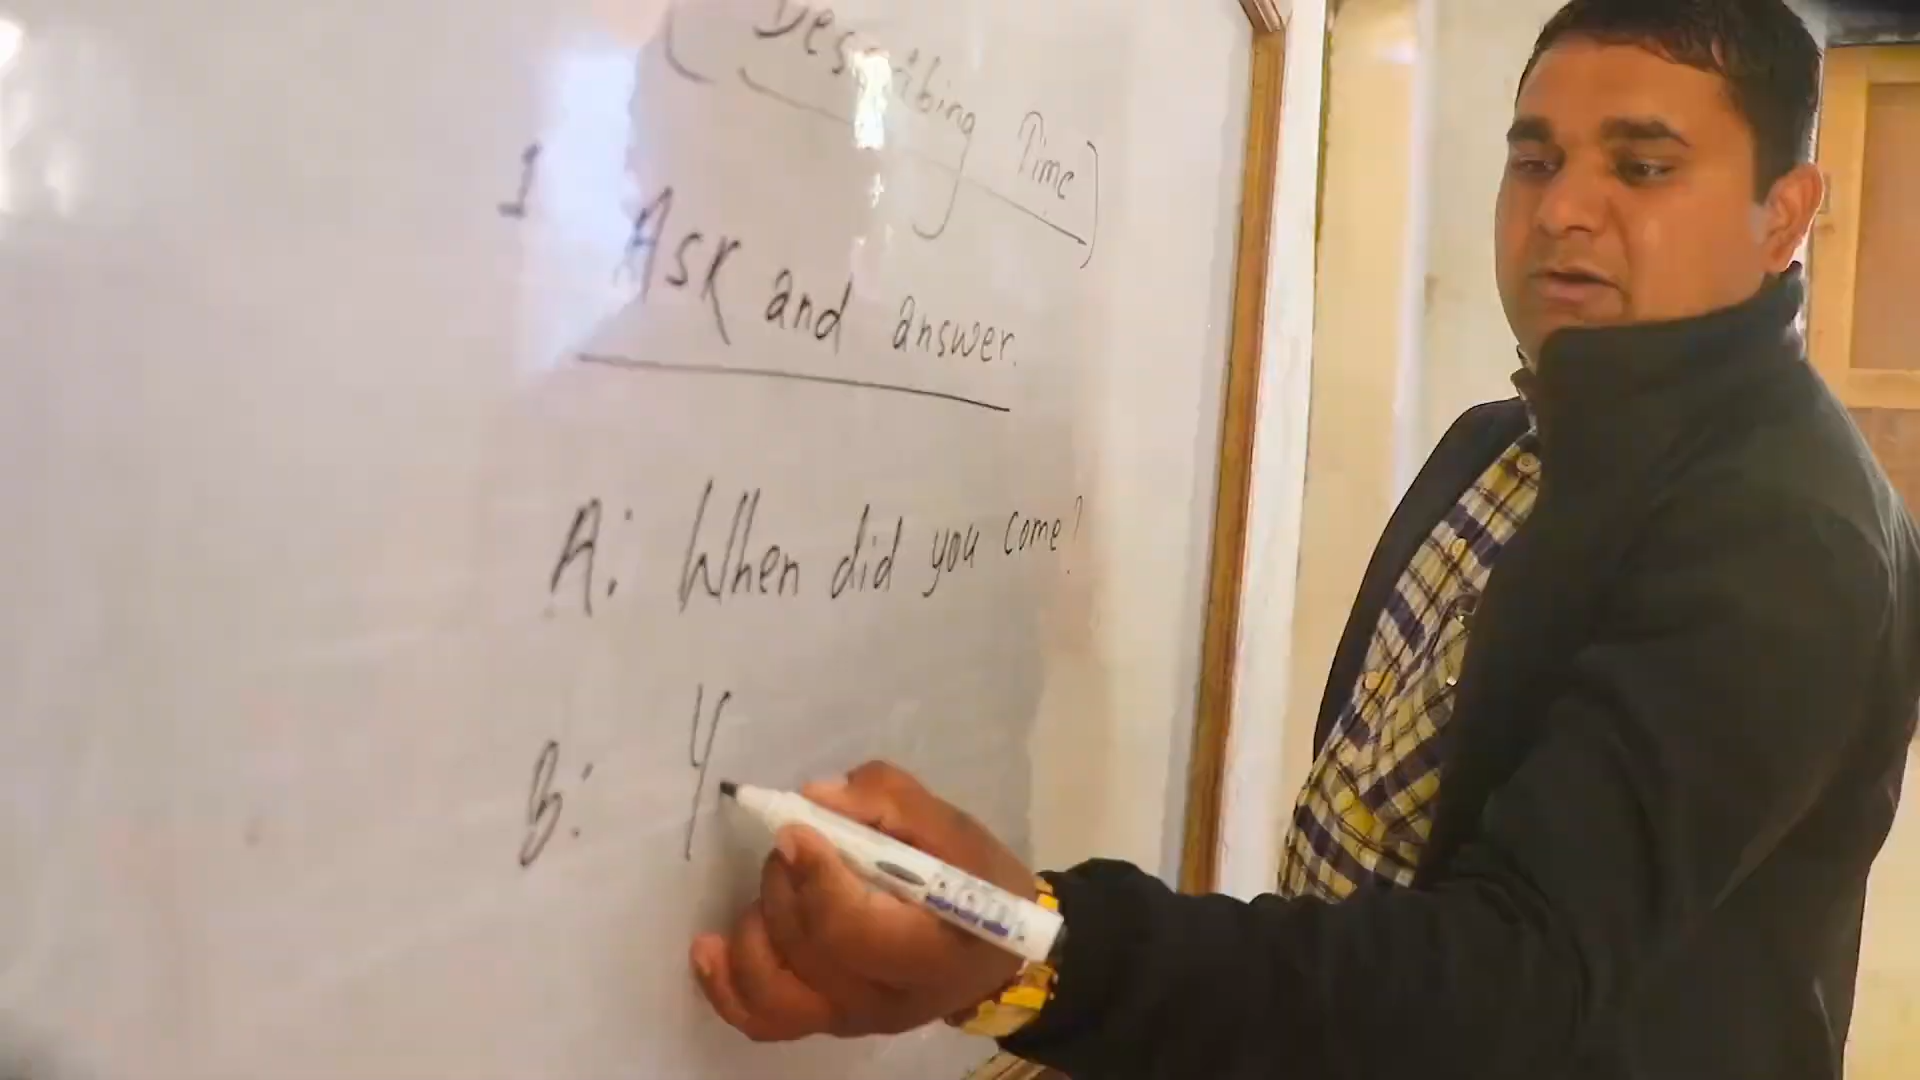 (Describing Time)
1 Ask and answer.
A: When did you come?
B: Y